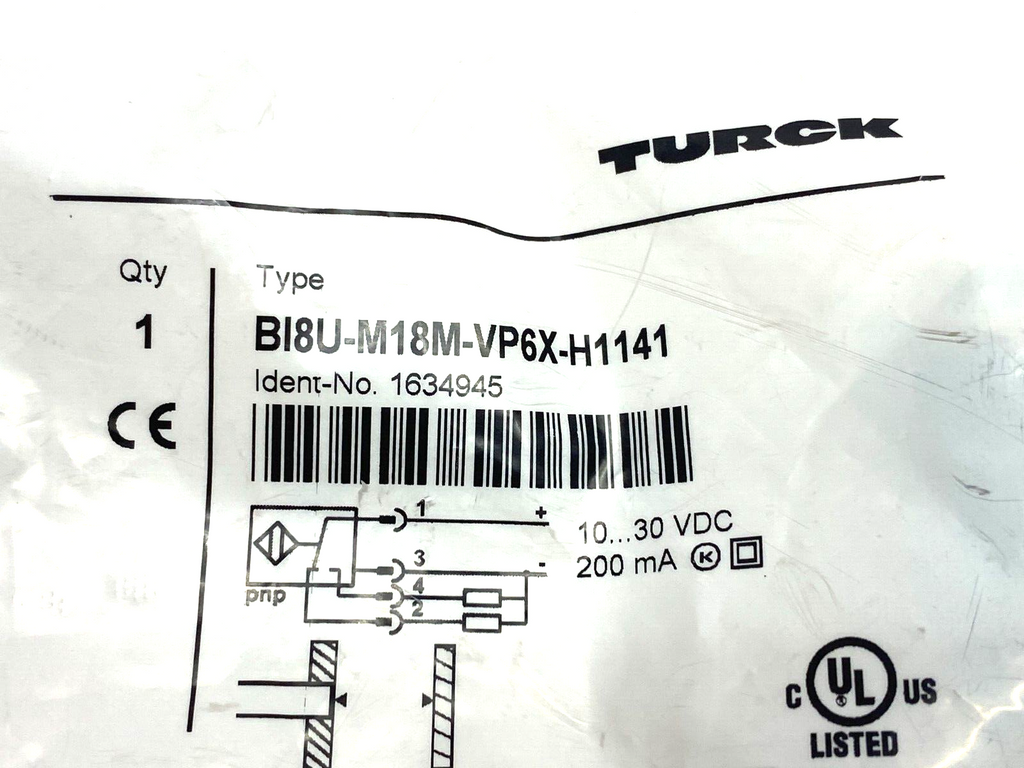 TURCK
Qty
Type
1
BI8U-M18M-VP6X-H1141
Ident-No. 1634945
CE
1 +
10...30 VDC
3 -
200 mA K
4
pnp
2
C UL US
LISTED